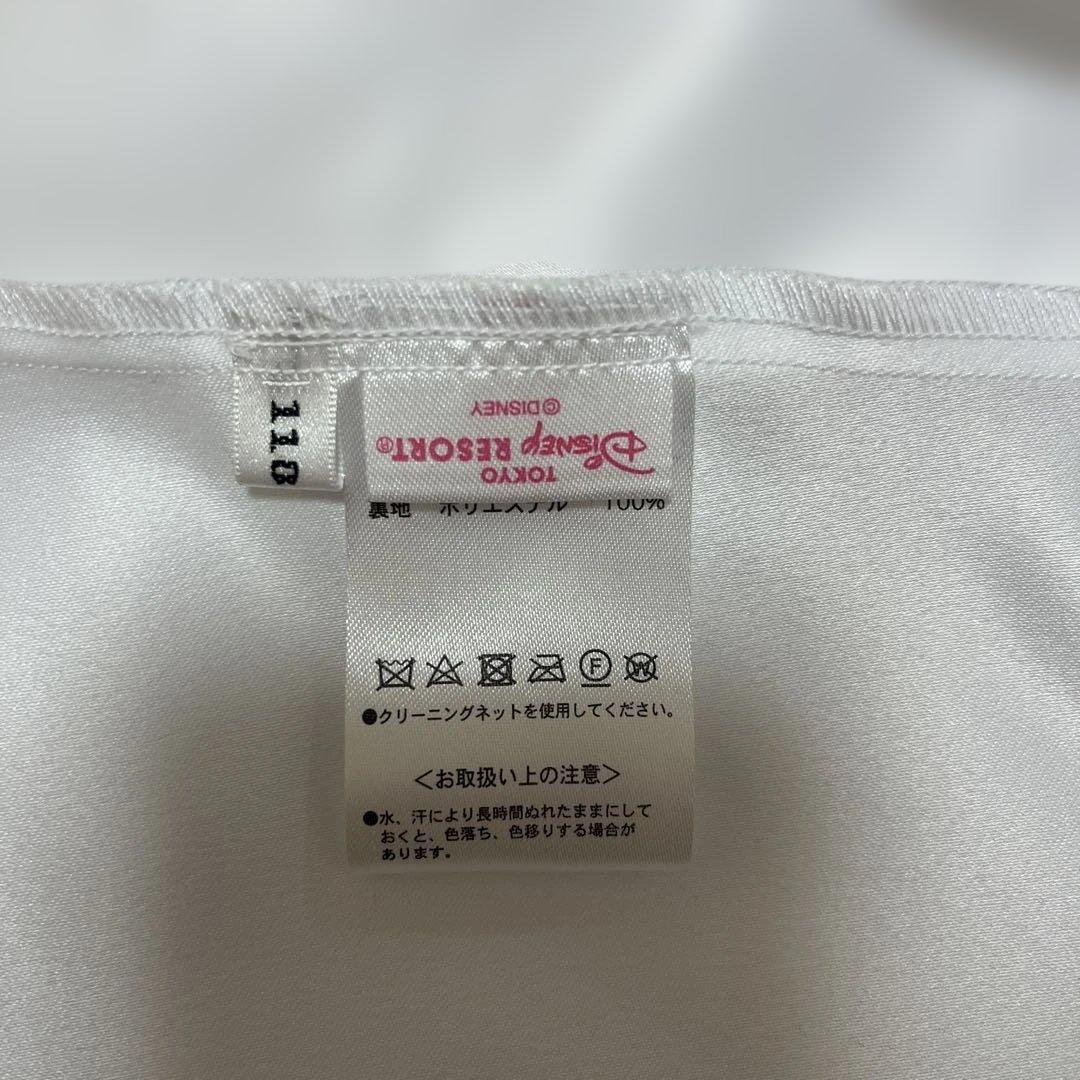 118
TOKYO
DISNEY RESORT®
© DISNEY
裏地 ポリエステル 100%
F
W
●クリーニングネットを使用してください。
<お取扱い上の注意>
●水、汗により長時間ぬれたままにして
おくと、色落ち、色移りする場合が
あります。